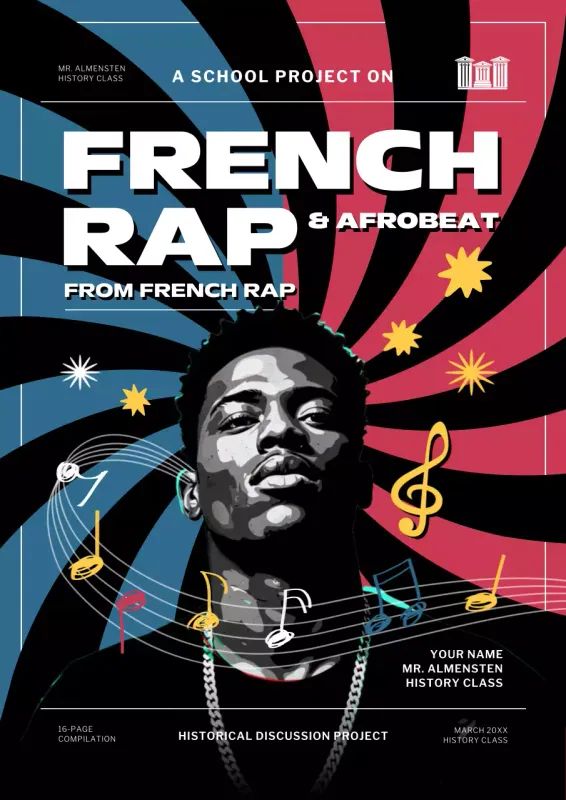 MR. ALMENSTEN
HISTORY CLASS
A SCHOOL PROJECT ON
FRENCH
RAP
& AFROBEAT
FROM FRENCH RAP
YOUR NAME
MR. ALMENSTEN
HISTORY CLASS
16-PAGE
COMPILATION
HISTORICAL DISCUSSION PROJECT
MARCH 20XX
HISTORY CLASS